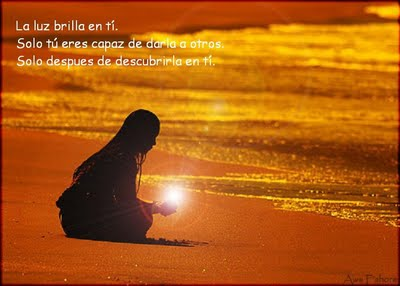 La luz brilla en tí.
Solo tú eres capaz de darla a otros.
Solo despues de descubrirla en tí.